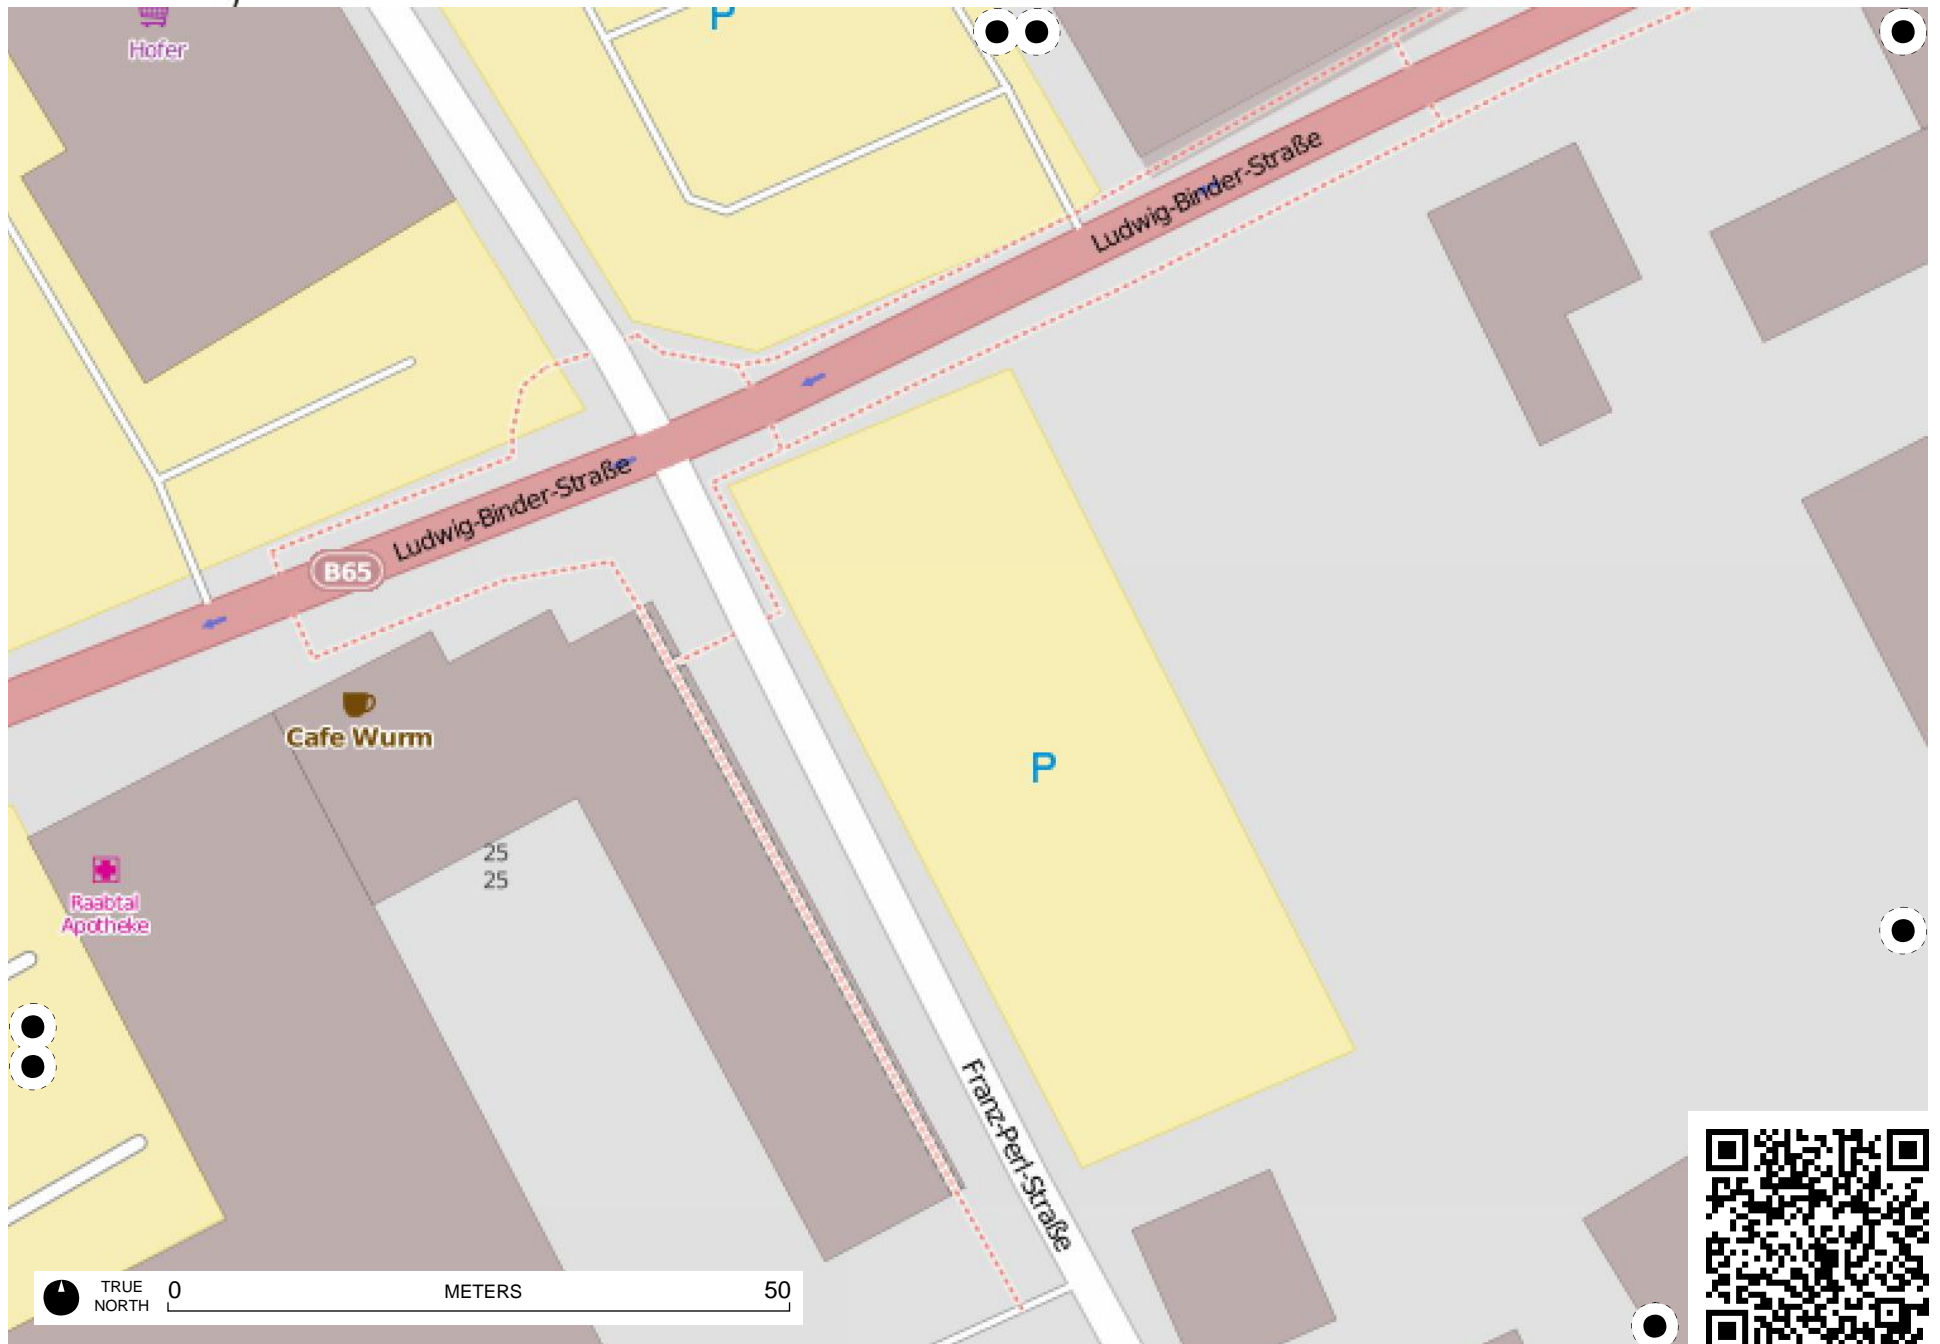 P
Hofer
Ludwig-Binder-Straße
Ludwig-Binder-Straße
B65
Cafe Wurm
P
25
25
Raabtal
Apotheke
Franz-Perl-Straße
TRUE
NORTH
0
METERS
50